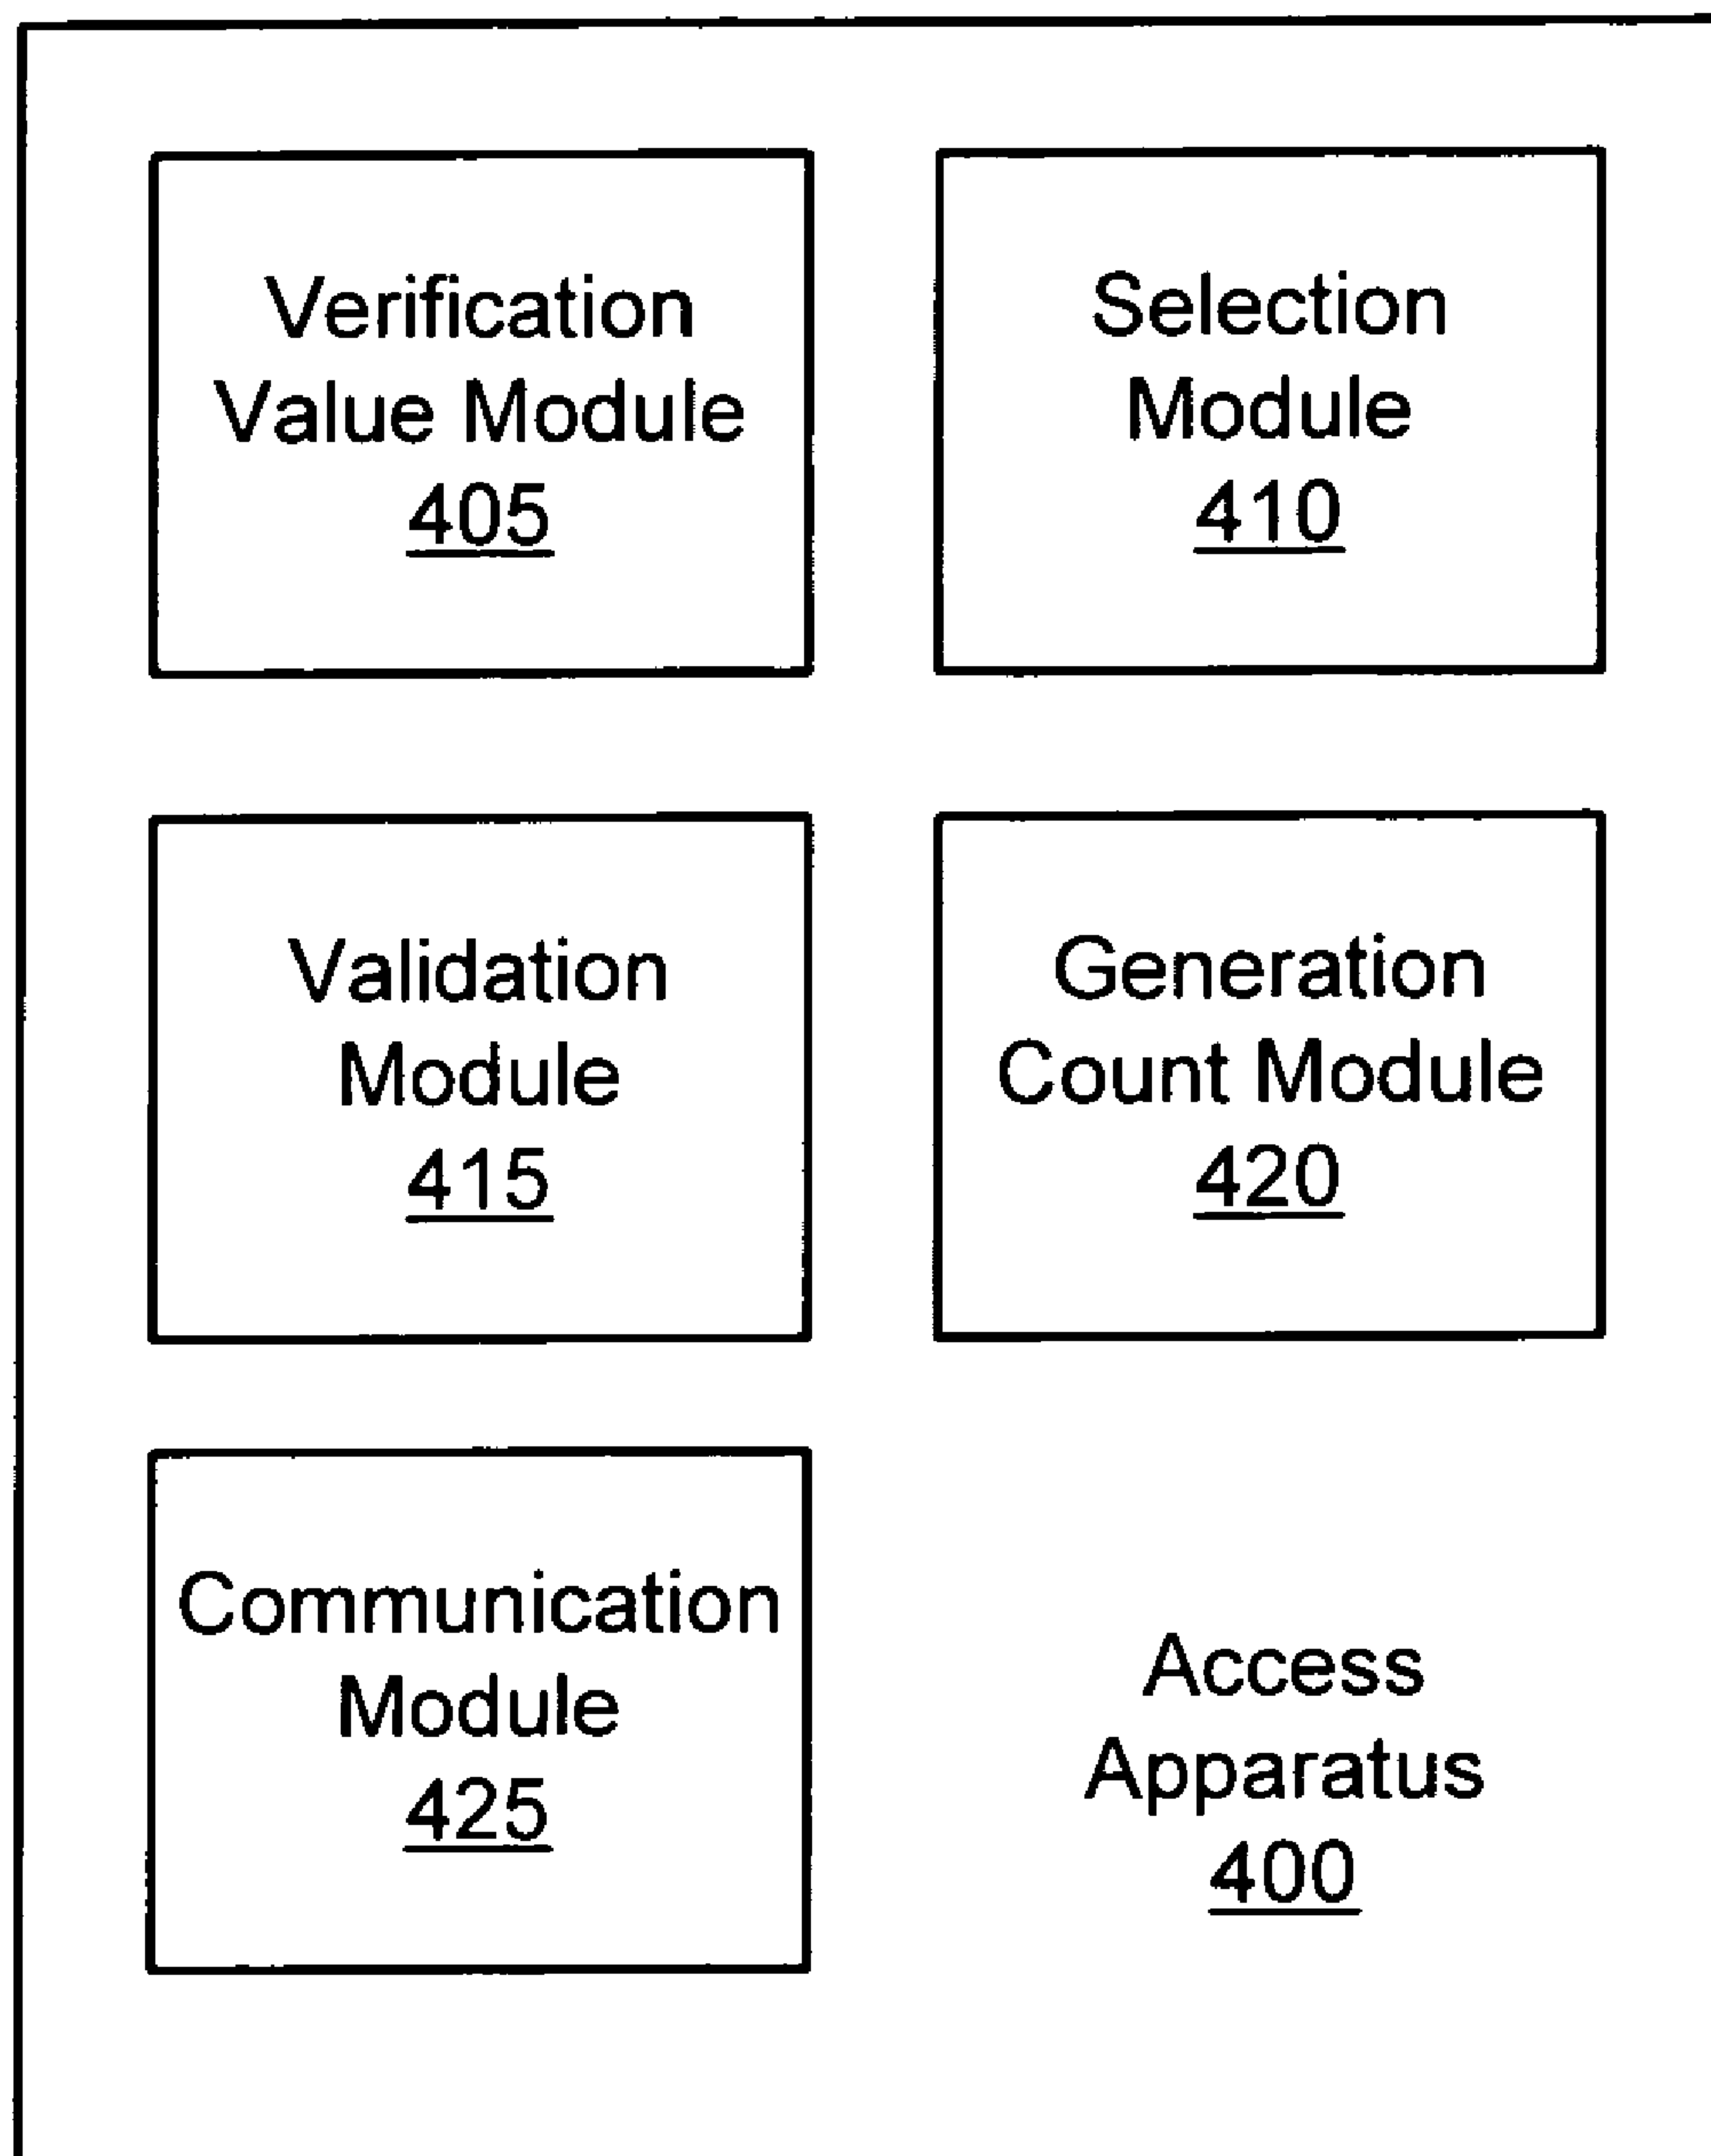 Verification
Value Module
405
Selection
Module
410
Validation
Module
415
Generation
Count Module
420
Communication
Module
425
Access
Apparatus
400